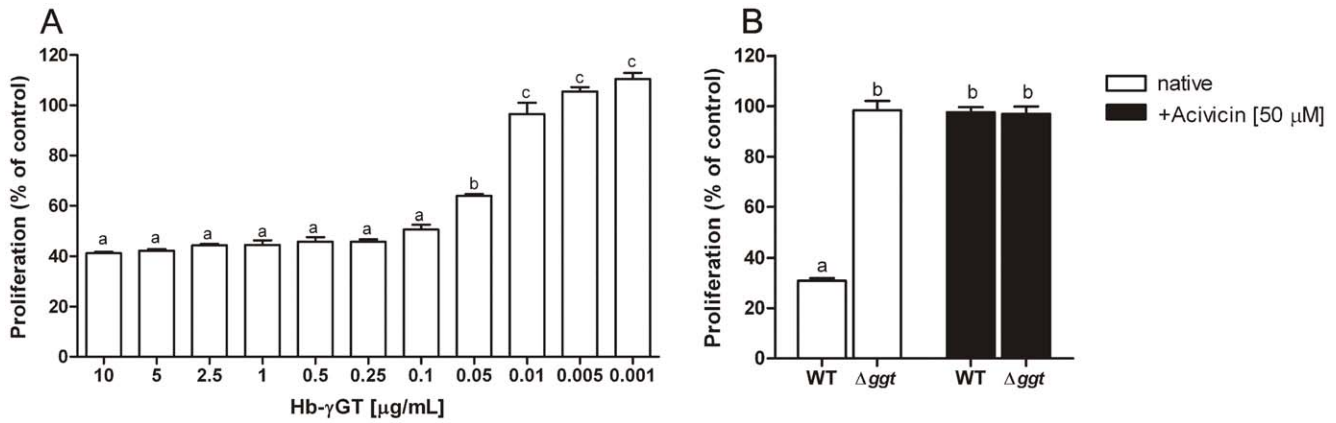 A
Proliferation (% of control)
120
100
80
60
40
20
0
a a a a a a a b c c c
10 5 2.5 1 0.5 0.25 0.1 0.05 0.01 0.005 0.001
Hb-γGT [μg/mL]
B
Proliferation (% of control)
120
100
80
60
40
20
0
a b b b
WT Δggt WT Δggt
native
+Acivicin [50 μM]